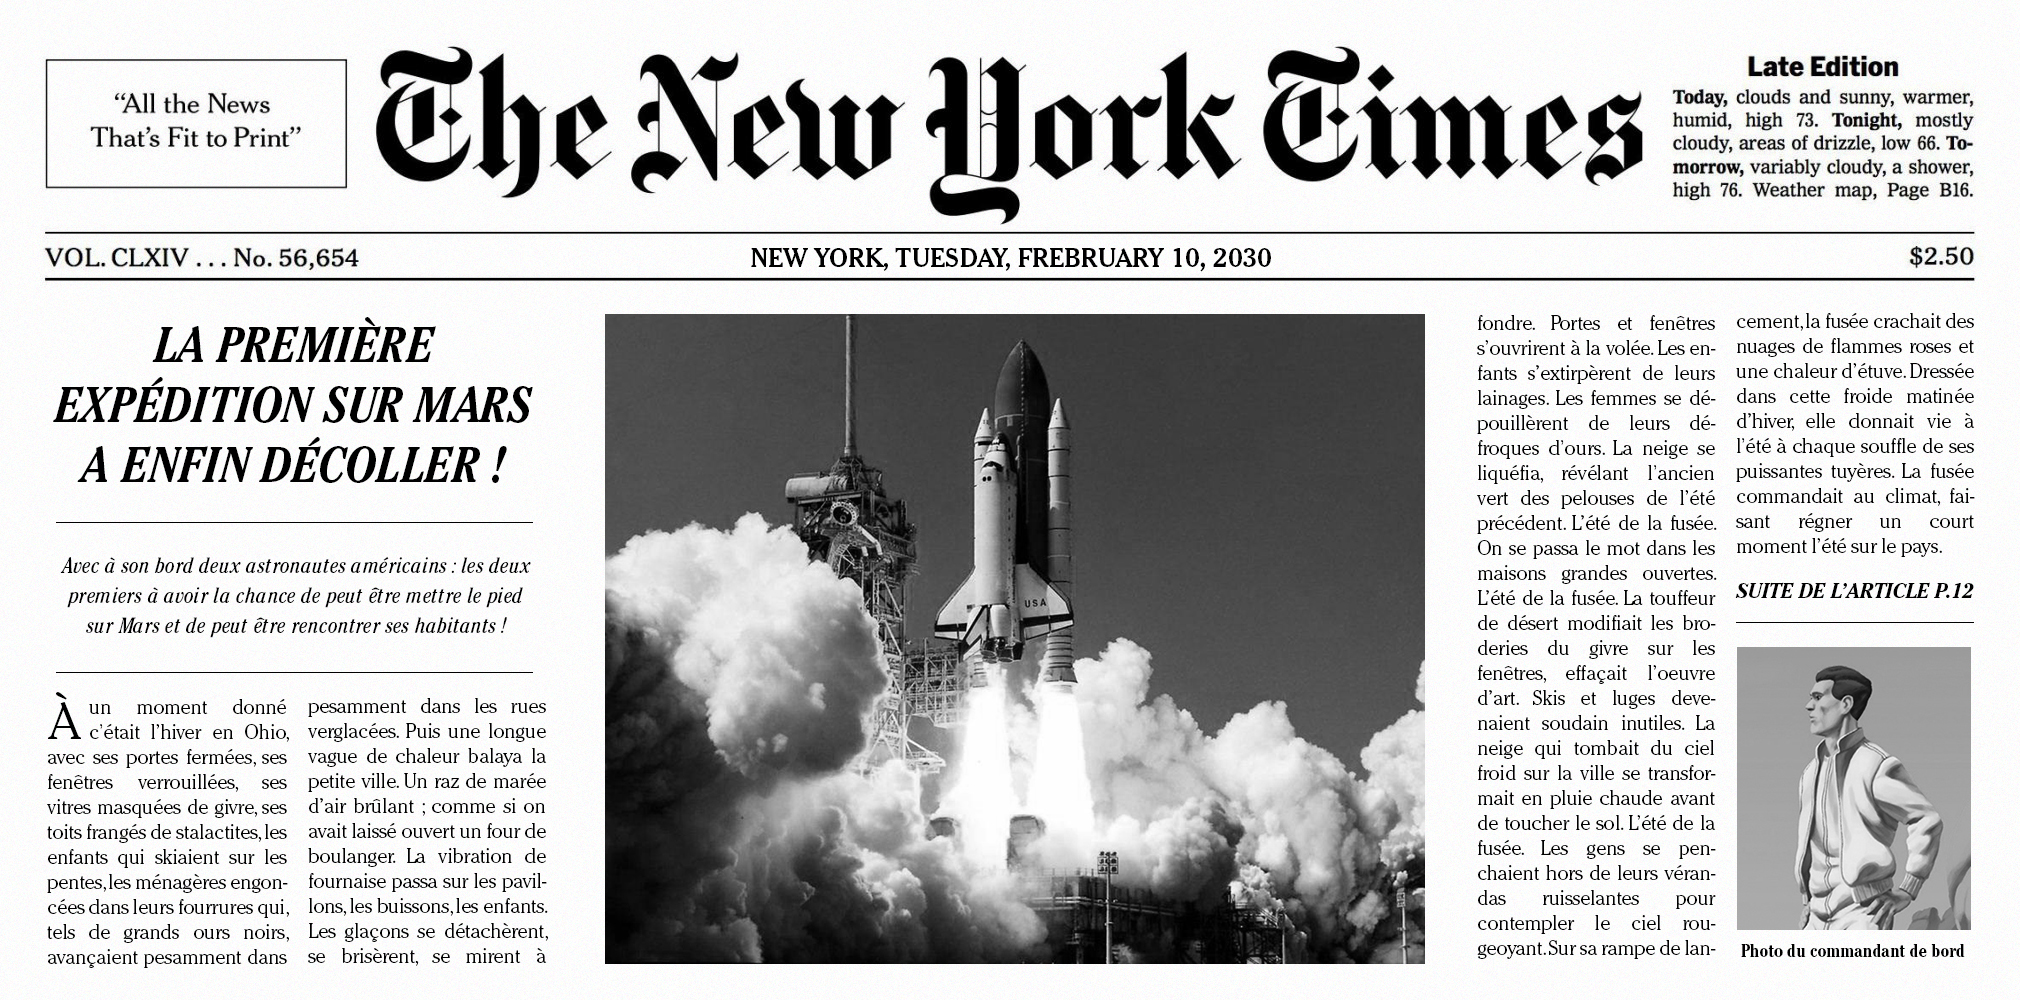 “All the News
That’s Fit to Print”
The New York Times
Late Edition
Today, clouds and sunny, warmer,
humid, high 73. Tonight, mostly
cloudy, areas of drizzle, low 66. To-
morrow, variably cloudy, a shower,
high 76. Weather map, Page B16.
VOL. CLXIV . . . No. 56,654
NEW YORK, TUESDAY, FREBRUARY 10, 2030
$2.50
LA PREMIÈRE
EXPÉDITION SUR MARS
A ENFIN DÉCOLLER !
Avec à son bord deux astronautes américains : les deux
premiers à avoir la chance de peut être mettre le pied
sur Mars et de peut être rencontrer ses habitants !
À un moment donné
c’était l’hiver en Ohio,
avec ses portes fermées, ses
fenêtres verrouillées, ses
vitres masquées de givre, ses
toits frangés de stalactites, les
enfants qui skiaient sur les
pentes, les ménagères engon-
cées dans leurs fourrures qui,
tels de grands ours noirs,
avançaient pesamment dans
pesamment dans les rues
verglacées. Puis une longue
vague de chaleur balaya la
petite ville. Un raz de marée
d’air brûlant ; comme si on
avait laissé ouvert un four de
boulanger. La vibration de
fournaise passa sur les pavil-
lons, les buissons, les enfants.
Les glaçons se détachèrent,
se brisèrent, se mirent à
USA
fondre. Portes et fenêtres
s’ouvrirent à la volée. Les en-
fants s’extirpèrent de leurs
lainages. Les femmes se dé-
pouillèrent de leurs dé-
froques d’ours. La neige se
liquéfia, révélant l’ancien
vert des pelouses de l’été
précédent. L’été de la fusée.
On se passa le mot dans les
maisons grandes ouvertes.
L’été de la fusée. La touffeur
de désert modifiait les bro-
deries du givre sur les
fenêtres, effaçait l’oeuvre
d’art. Skis et luges deve-
naient soudain inutiles. La
neige qui tombait du ciel
froid sur la ville se transfor-
mait en pluie chaude avant
de toucher le sol. L’été de la
fusée. Les gens se pen-
chaient hors de leurs véran-
das ruisselantes pour
contempler le ciel rou-
geoyant. Sur sa rampe de lan-
cement, la fusée crachait des
nuages de flammes roses et
une chaleur d’étuve. Dressée
dans cette froide matinée
d’hiver, elle donnait vie à
l’été à chaque souffle de ses
puissantes tuyères. La fusée
commandait au climat, fai-
sant régner un court
moment l’été sur le pays.
SUITE DE L’ARTICLE P.12
Photo du commandant de bord